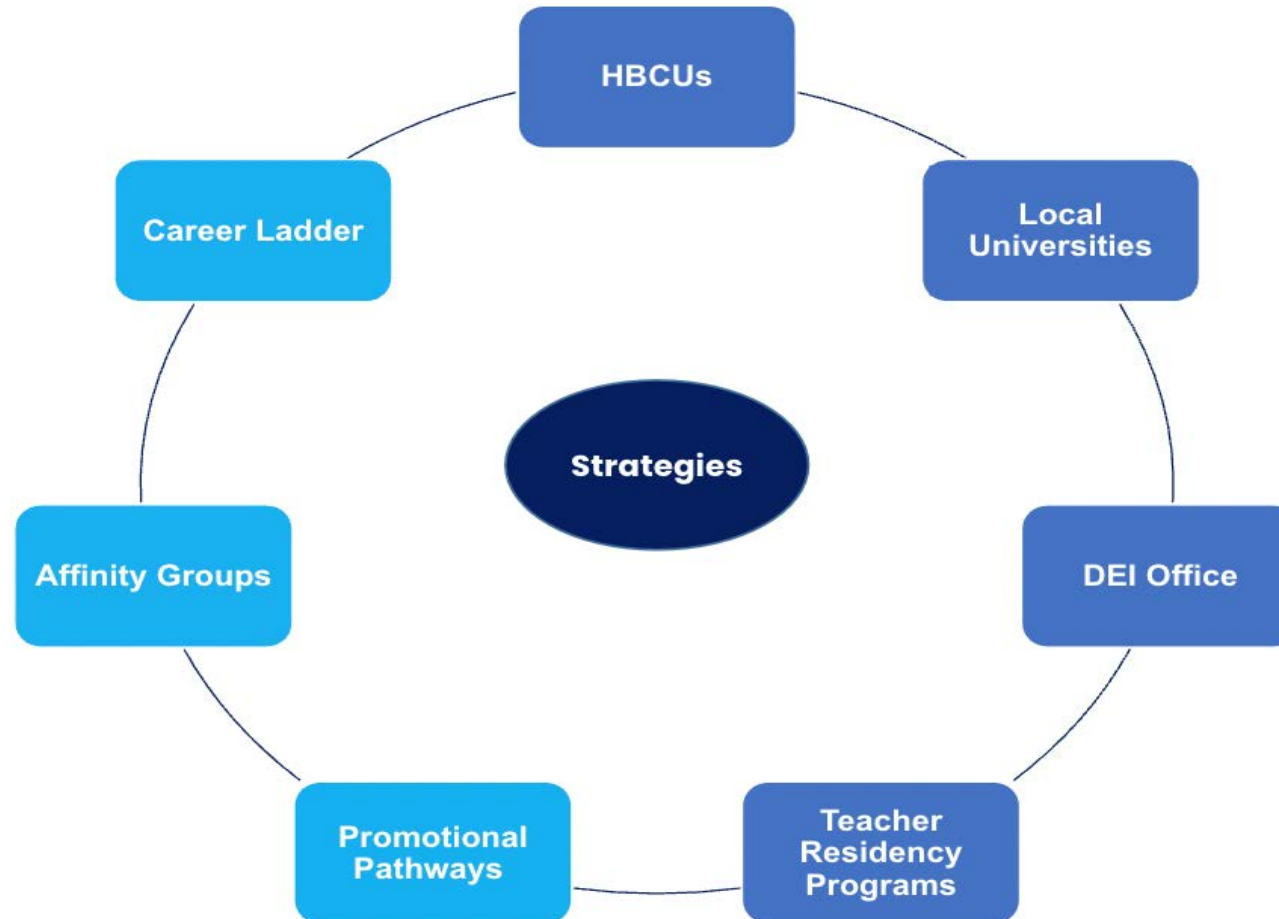 HBCUs
Career Ladder
Local
Universities
Strategies
Affinity Groups
DEI Office
Promotional
Pathways
Teacher
Residency
Programs